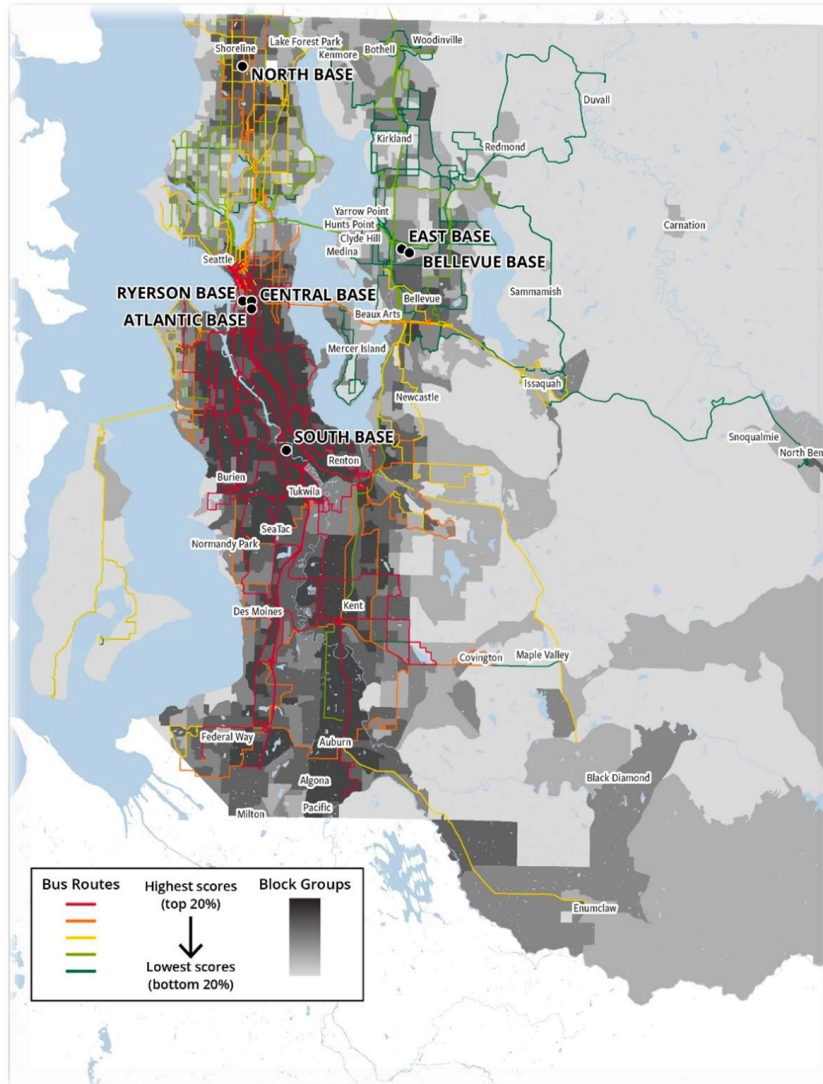 Woodinville
Lake Forest Park
Shoreline
Bothell
Kenmore
NORTH BASE
Duvall
Kirkland
Redmond
Yarrow Point
Hunts Point
Carnation
EAST BASE
Clyde Hill
Medina
BELLEVUE BASE
Seattle
Sammamish
RYERSON BASE
CENTRAL BASE
Bellevue
ATLANTIC BASE
Beaux Arts
Mercer Island
Issaquah
Newcastle
SOUTH BASE
Snoqualmie
North Ben
Renton
Burien
Tukwila
SeaTac
Normandy Park
Des Moines
Kent
Covington
Maple Valley
Federal Way
Auburn
Algona
Black Diamond
Pacific
Milton
Enumclaw
Bus Routes
Highest scores
(top 20%)
Lowest scores
(bottom 20%)
Block Groups